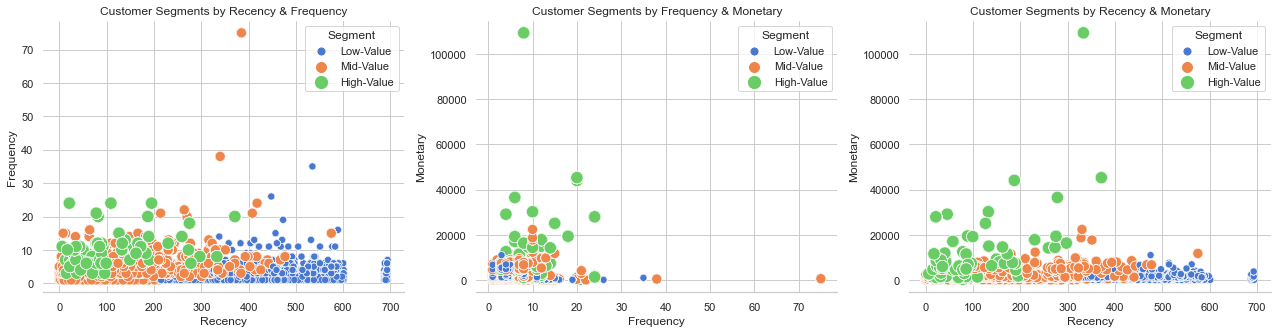 Customer Segments by Recency & Frequency
Segment
Low-Value
Mid-Value
High-Value
70
60
50
40
30
20
10
0
Frequency
0 100 200 300 400 500 600 700
Recency
Customer Segments by Frequency & Monetary
Segment
Low-Value
Mid-Value
High-Value
100000
80000
60000
40000
20000
0
Monetary
0 10 20 30 40 50 60 70
Frequency
Customer Segments by Recency & Monetary
Segment
Low-Value
Mid-Value
High-Value
100000
80000
60000
40000
20000
0
Monetary
0 100 200 300 400 500 600 700
Recency